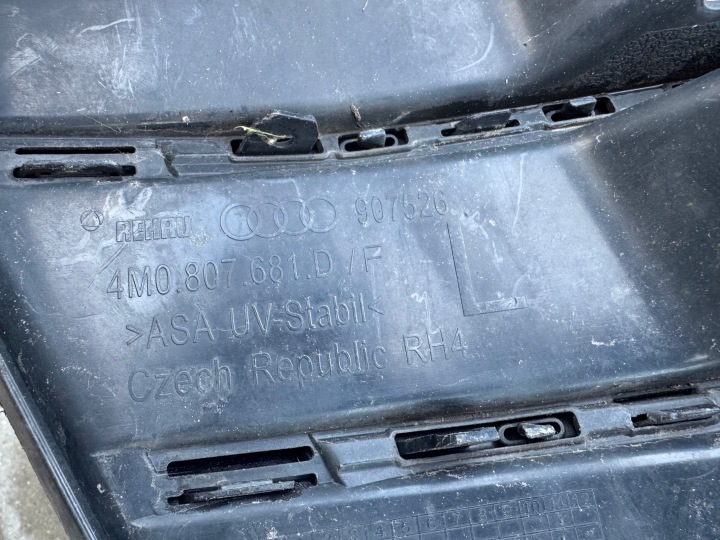 REHAU 907526
4M0.807.681.D /F
>ASA UV-Stabil<
Czech Republic RH4